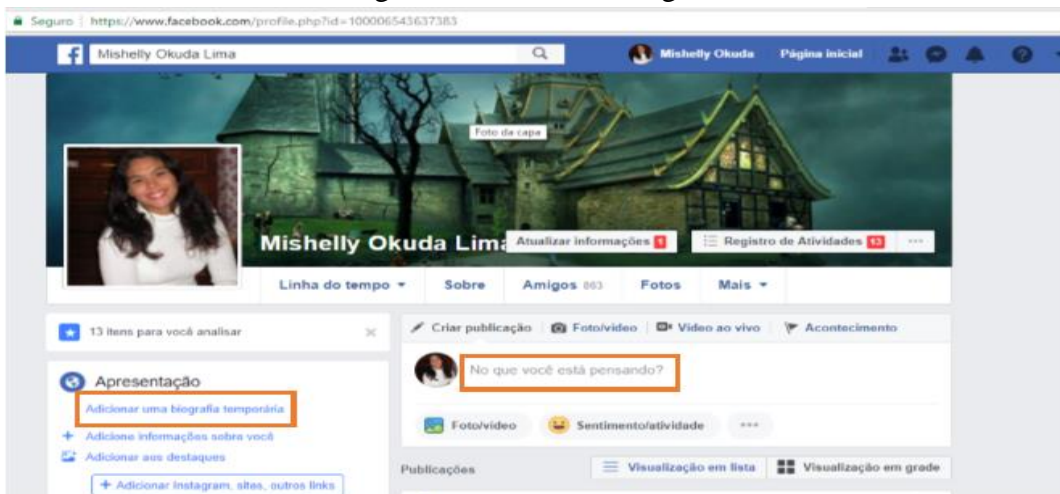 Seguro https://www.facebook.com/profile.php?id=100006543637383
Mishelly Okuda Lima
Mishelly Okuda Página inicial
Foto da capa
Mishelly Okuda Lima
Atualizar informações 1
Registro de Atividades 13 ...
Linha do tempo Sobre Amigos 863 Fotos Mais
13 itens para você analisar
Criar publicação Foto/vídeo Vídeo ao vivo Acontecimento
No que você está pensando?
Apresentação
Adicionar uma biografia temporária
+ Adicione informações sobre você
Adicionar aos destaques
+ Adicionar Instagram, sites, outros links
Foto/vídeo Sentimento/atividade ...
Publicações Visualização em lista Visualização em grade